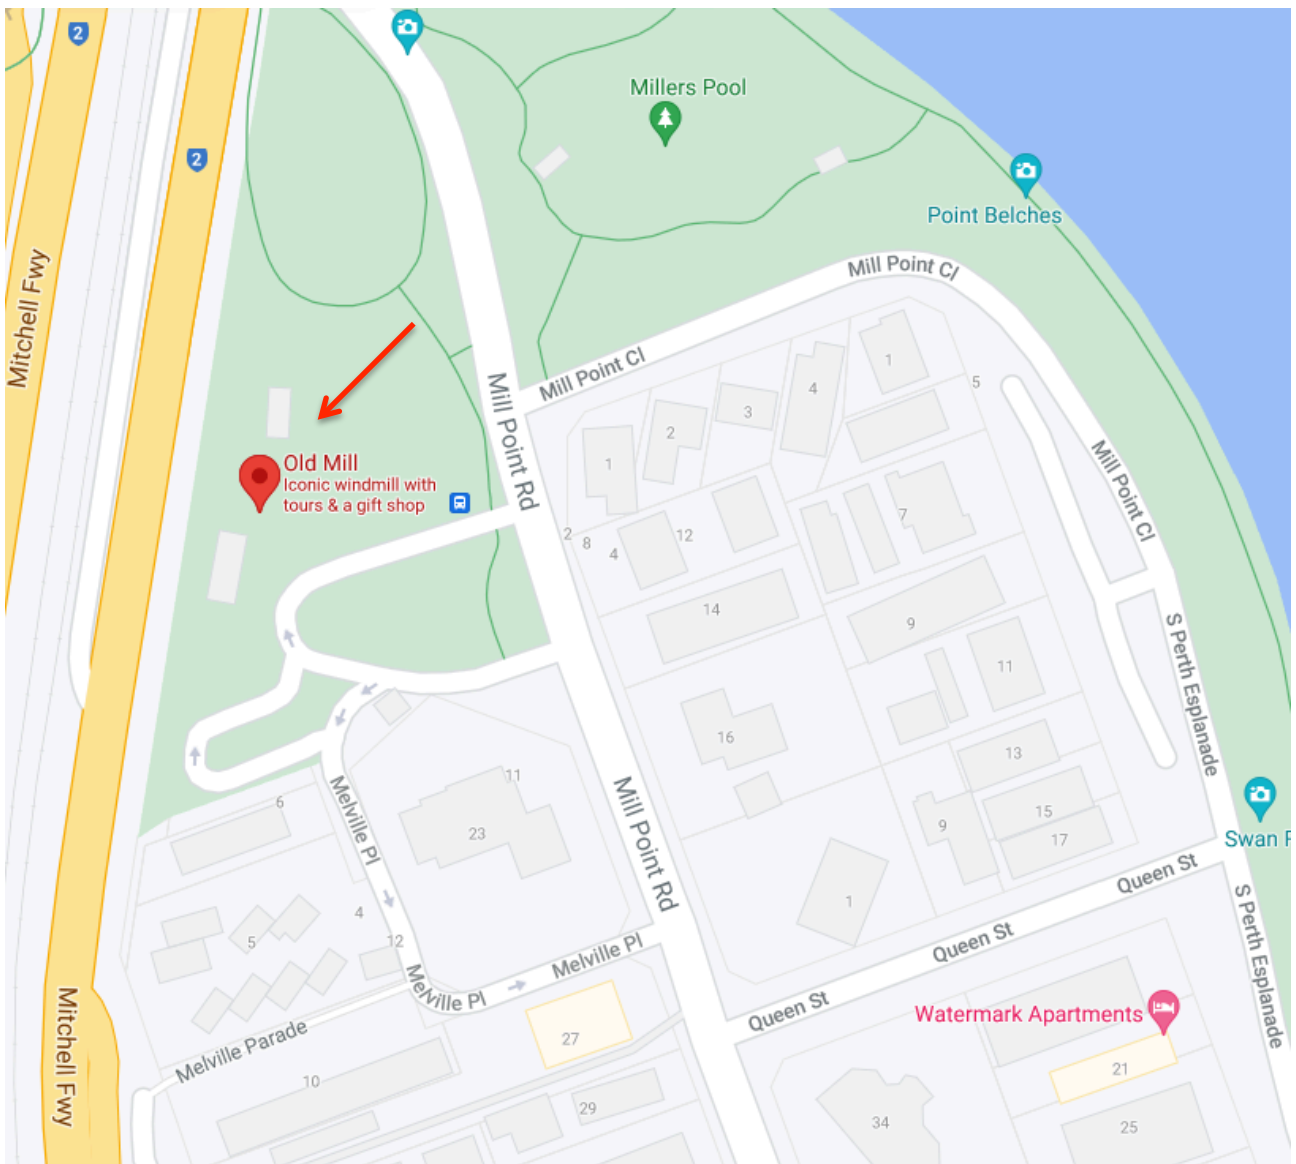 2
2
Millers Pool
Point Belches
Mitchell Fwy
Mill Point Cl
Mill Point Cl
Mill Point Rd
1
2
3
4
1
5
Mill Point Cl
Old Mill
Iconic windmill with
tours & a gift shop
1
2
8
4
12
7
14
9
11
S Perth Esplanade
16
13
11
6
Melville Pl
23
Mill Point Rd
9
15
17
Swan
Queen St
1
4
5
12
Melville Pl
Queen St
S Perth Esplanade
Melville Pl
Queen St
Watermark Apartments
Mitchell Fwy
Melville Parade
27
10
21
29
34
25